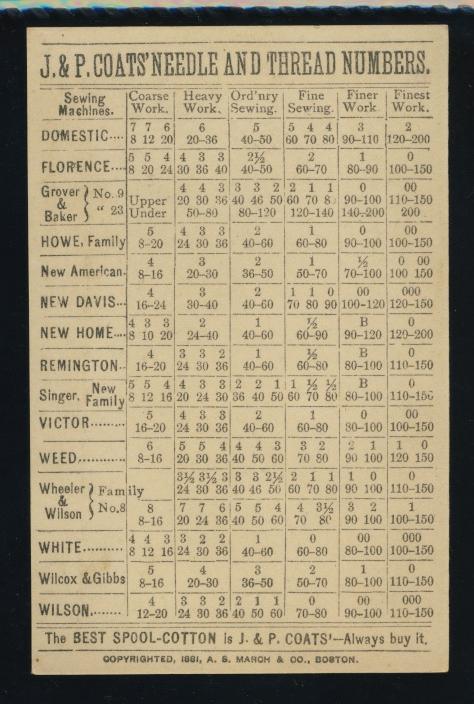 J. & P. COATS' NEEDLE AND THREAD NUMBERS.
Sewing Machines. Coarse Work. Heavy Work. Ord'nry Sewing. Fine Sewing. Finer Work Finest Work.
7 7 6 6 5 5 4 4 3 2
DOMESTIC.... 8 12 20 20–36 40–50 60 70 80 90–110 120–200
5 5 4 4 3 3 2½ 2 1 0
FLORENCE.... 8 20 24 30 36 40 40–50 60–70 80–90 100–150
Grover & Baker } No. 9 4 4 3 3 3 2 2 1 1 0 00
Upper 20 30 36 40 46 50 60 70 8 90–100 110–150
" 23 Under 50–80 80–120 120–140 140–200 200
5 4 3 3 2 1 0 00
HOWE, Family 8–20 24 30 36 40–60 60–80 90–100 100–150
4 3 2 1 ½ 0 00
New American. 8–16 20–30 36–50 50–70 70–100 100 150
4 3 2 1 1 0 00 000
NEW DAVIS... 16–24 30–40 40–60 70 80 90 100–120 120–150
4 3 3 2 1 ½ B 0
NEW HOME.... 8 10 20 24–40 40–60 60–90 90–120 120–200
4 3 3 2 1 ½ B 0
REMINGTON.. 16–20 24 30 36 40–60 60–80 80–100 110–150
5 5 4 4 3 3 2 2 1 1 ½ ½ B 0
Singer, New Family 8 12 16 20 24 30 36 40 50 60 70 80 80–100 110–150
5 4 3 3 2 1 0 00
VICTOR........ 16–20 24 30 36 40–60 60–80 80–100 100–150
6 5 5 4 4 4 3 3 2 2 1 1 0
WEED............ 8–16 20 30 36 40 50 60 70 80 90 100 120 150
Wheeler & Wilson } Family 3½ 3½ 3 3 3 2½ 2 1 1 1 0 0
24 30 36 40 46 50 60 70 80 90 100 110–150
No. 8 8 7 7 6 5 5 4 4 3½ 3 2 1
8–16 20 24 36 40 50 60 70 80 90 100 100–150
4 4 3 3 2 2 1 0 00 000
WHITE.......... 8 12 16 24 30 36 40–60 60–80 80–100 100–150
5 4 3 2 1 0
Wilcox & Gibbs 8–16 20–30 36–50 50–70 80–100 110–150
4 3 3 2 2 1 1 0 00 000
WILSON........ 12–20 24 30 36 40 50 60 70–80 90–100 110–150
The BEST SPOOL-COTTON is J. & P. COATS'—Always buy it.
COPYRIGHTED, 1881, A. S. MARCH & CO., BOSTON.